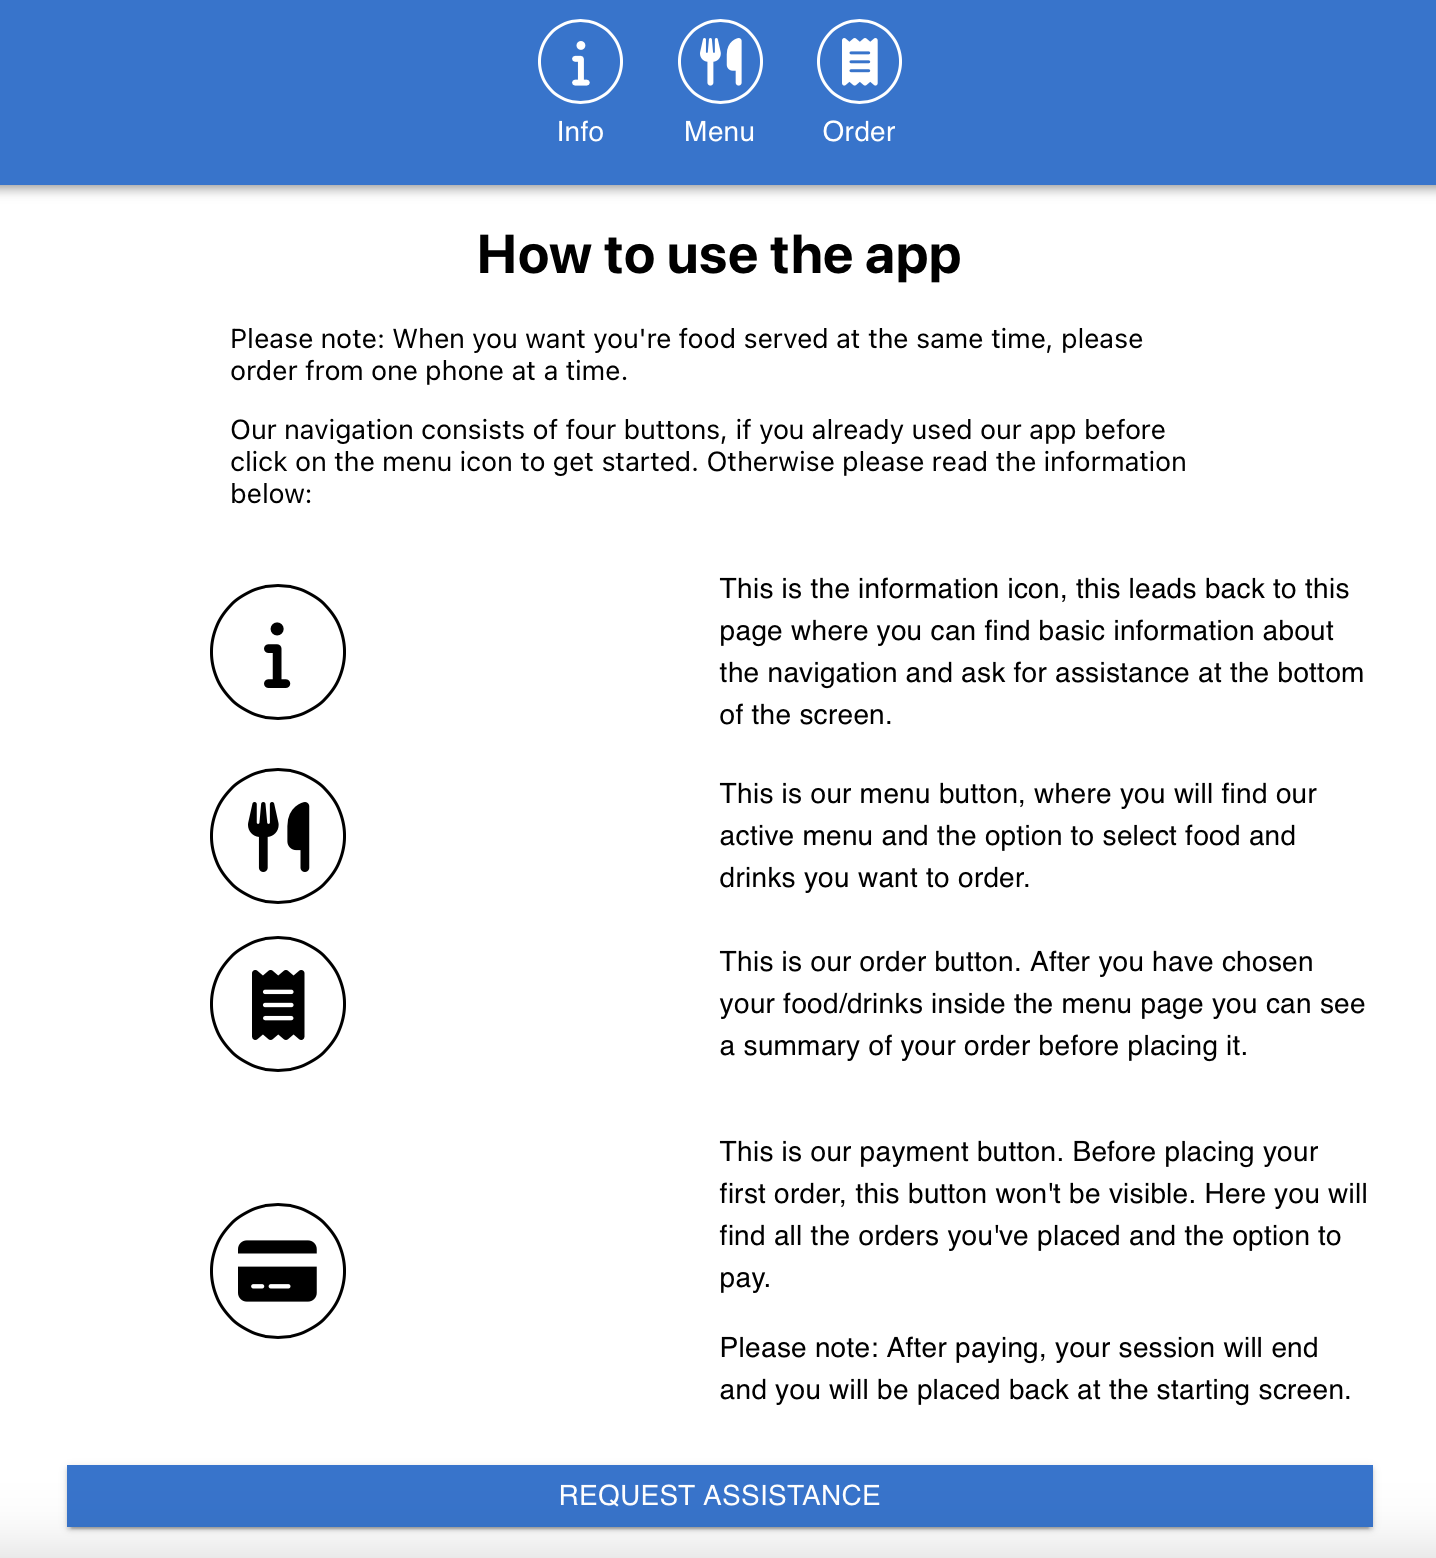 Info Menu Order
How to use the app
Please note: When you want you're food served at the same time, please
order from one phone at a time.
Our navigation consists of four buttons, if you already used our app before
click on the menu icon to get started. Otherwise please read the information
below:
This is the information icon, this leads back to this
page where you can find basic information about
the navigation and ask for assistance at the bottom
of the screen.
This is our menu button, where you will find our
active menu and the option to select food and
drinks you want to order.
This is our order button. After you have chosen
your food/drinks inside the menu page you can see
a summary of your order before placing it.
This is our payment button. Before placing your
first order, this button won't be visible. Here you will
find all the orders you've placed and the option to
pay.
Please note: After paying, your session will end
and you will be placed back at the starting screen.
REQUEST ASSISTANCE